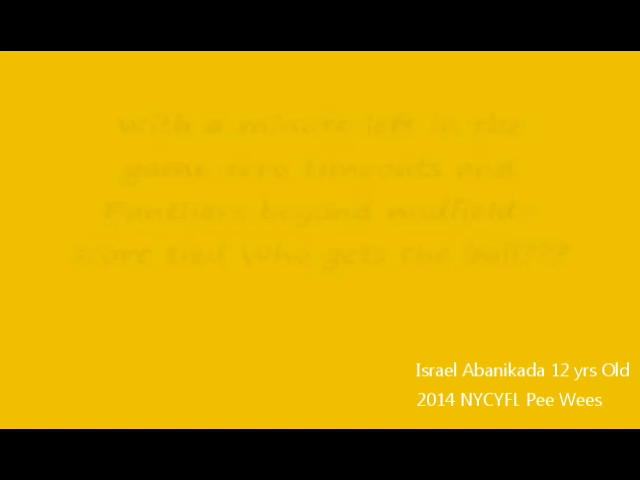 With a minute left in the
game, zero timeouts and
Panthers beyond midfield-
score tied Who gets the ball???
Israel Abanikada 12 yrs Old
2014 NYCYFL Pee Wees